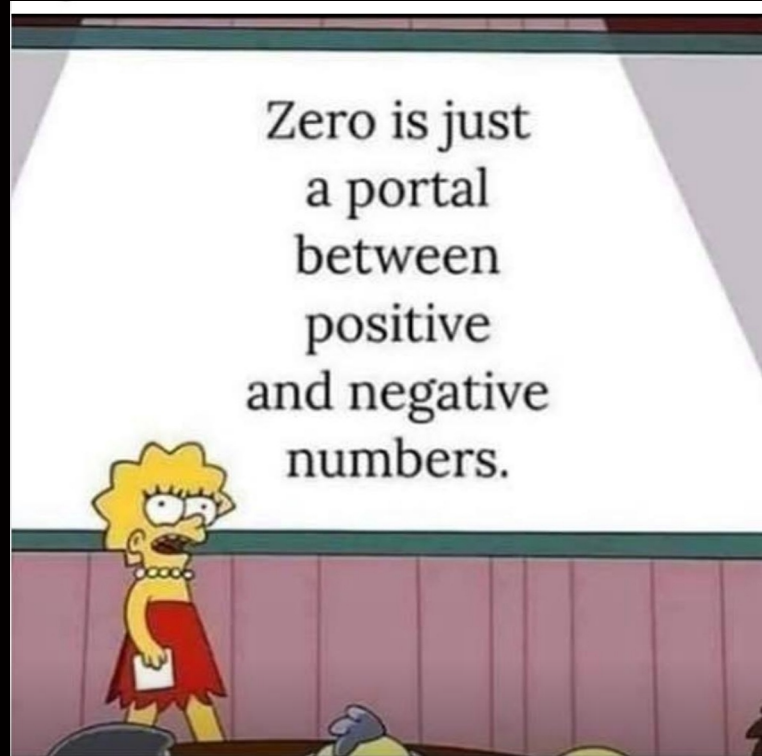 Zero is just
a portal
between
positive
and negative
numbers.